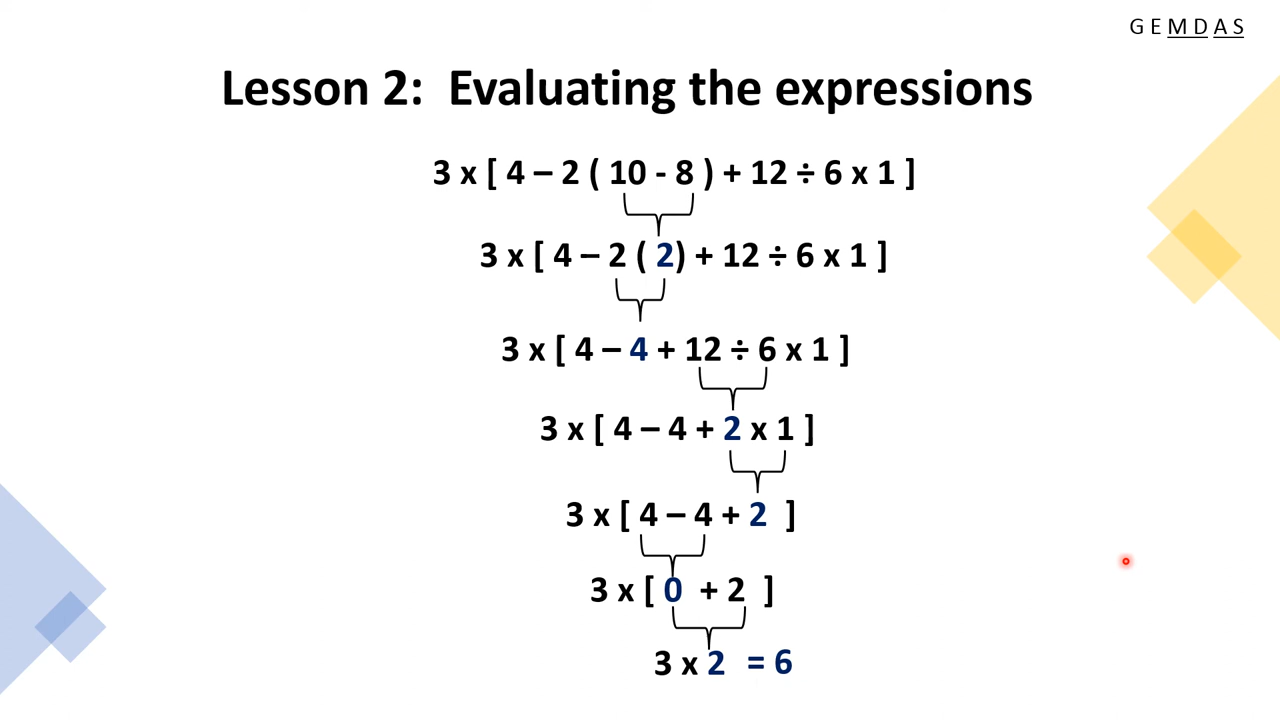 GEMDAS
Lesson 2:  Evaluating the expressions
3 x [ 4 – 2 ( 10 - 8 ) + 12 ÷ 6 x 1 ]
3 x [ 4 – 2 ( 2) + 12 ÷ 6 x 1 ]
3 x [ 4 – 4 + 12 ÷ 6 x 1 ]
3 x [ 4 – 4 + 2 x 1 ]
3 x [ 4 – 4 + 2 ]
3 x [ 0 + 2 ]
3 x 2 = 6